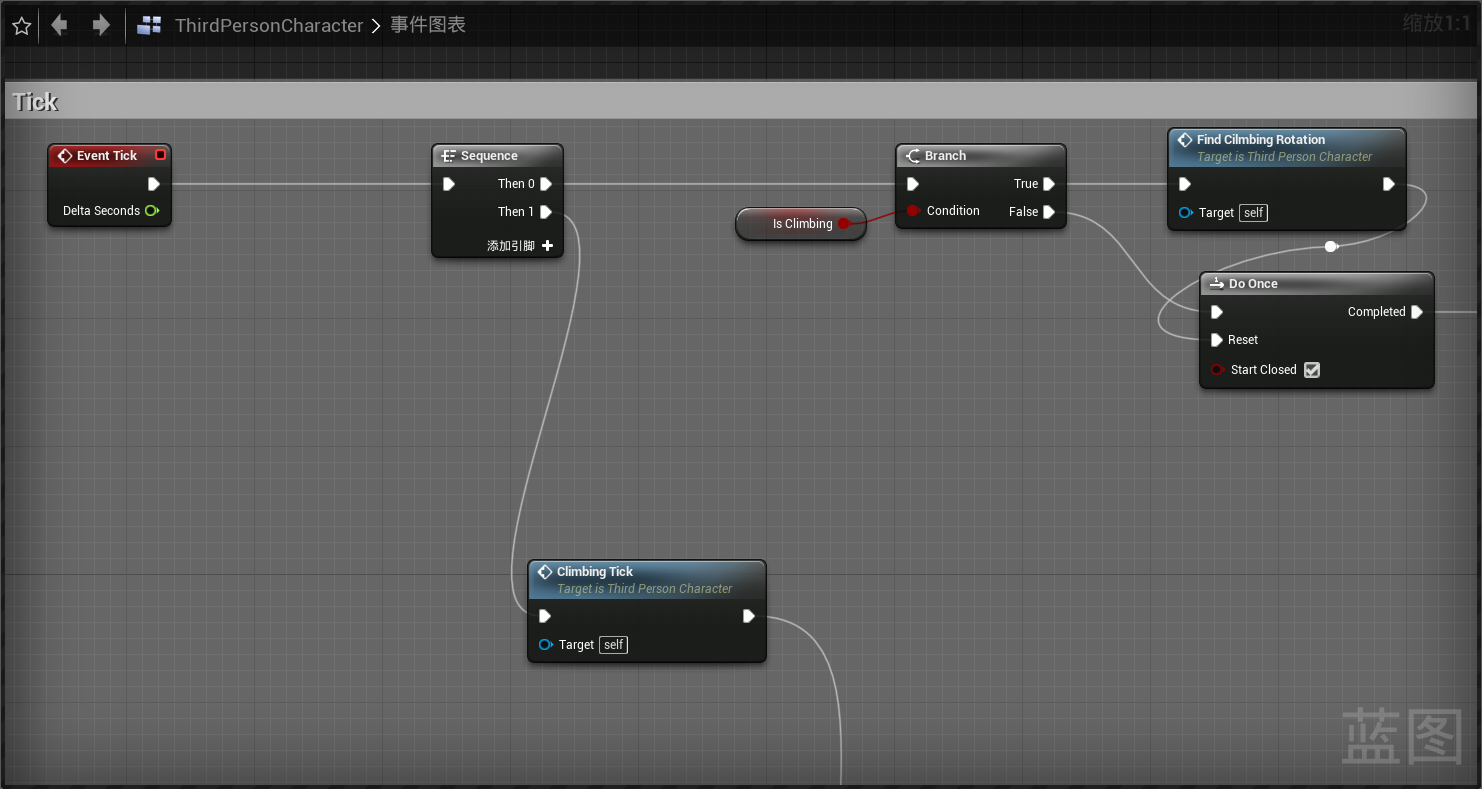 ThirdPersonCharacter > 事件图表
缩放1:1
Tick
Event Tick
Delta Seconds
Sequence
Then 0
Then 1
添加引脚
Is Climbing
Branch
True
Condition
False
Find Cilmbing Rotation
Target is Third Person Character
Target self
Do Once
Completed
Reset
Start Closed
Climbing Tick
Target is Third Person Character
Target self
蓝图